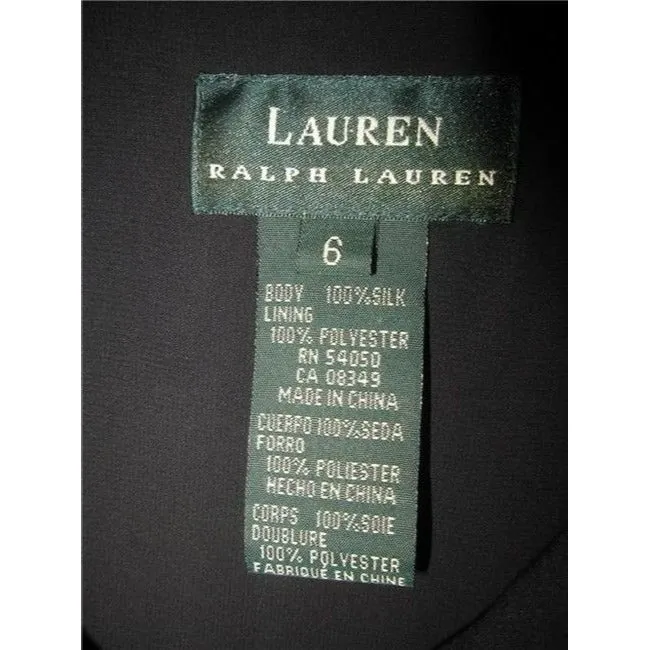 LAUREN
RALPH LAUREN
6
BODY 100%SILK
LINING
100% POLYESTER
RN 54050
CA 08349
MADE IN CHINA
CUERPO 100%SEDA
FORRO
100% POLIESTER
HECHO EN CHINA
CORPS 100%SOIE
DOUBLURE
100% POLYESTER
FABRIQUE EN CHINE